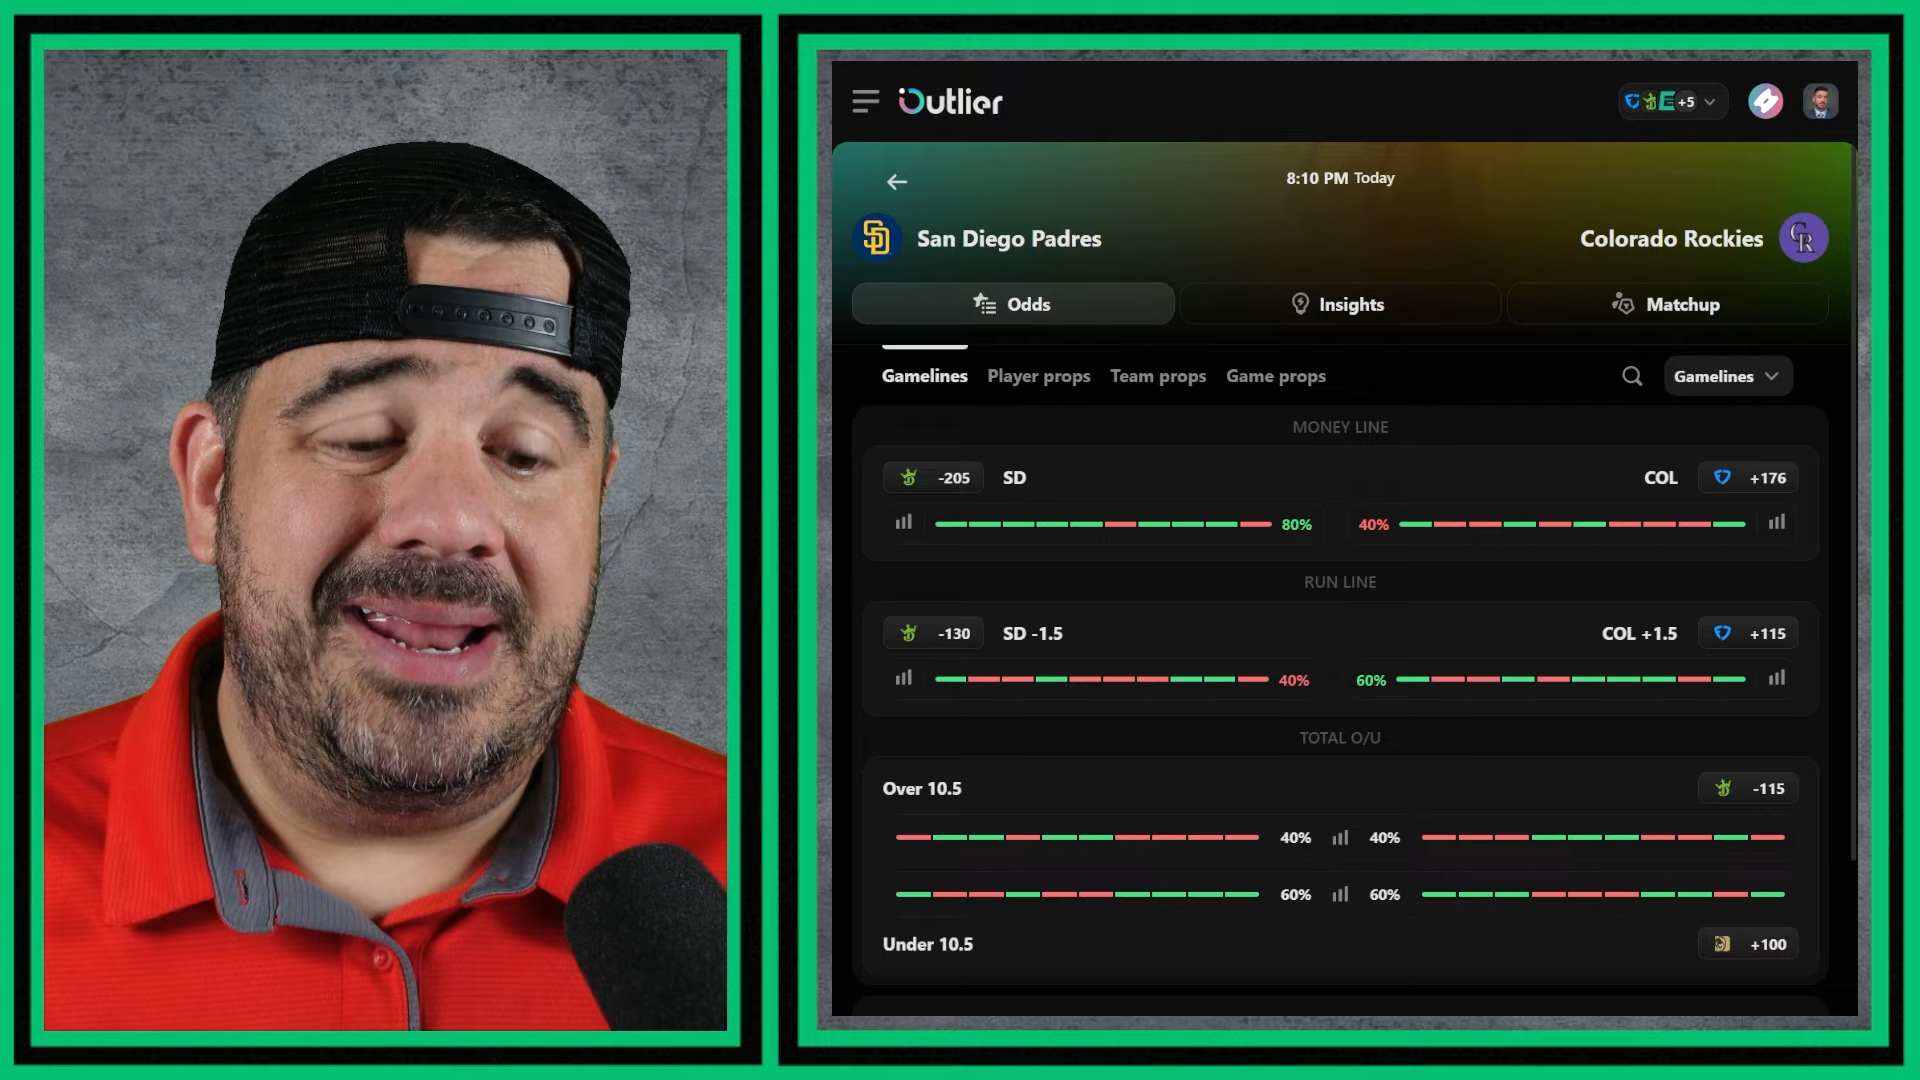 Outlier
+5
8:10 PM Today
SD
San Diego Padres
Colorado Rockies
CR
Odds
Insights
Matchup
Gamelines
Player props
Team props
Game props
Gamelines
MONEY LINE
-205
SD
COL
+176
80%
40%
RUN LINE
-130
SD -1.5
COL +1.5
+115
40%
60%
TOTAL O/U
Over 10.5
-115
40%
40%
60%
60%
Under 10.5
+100